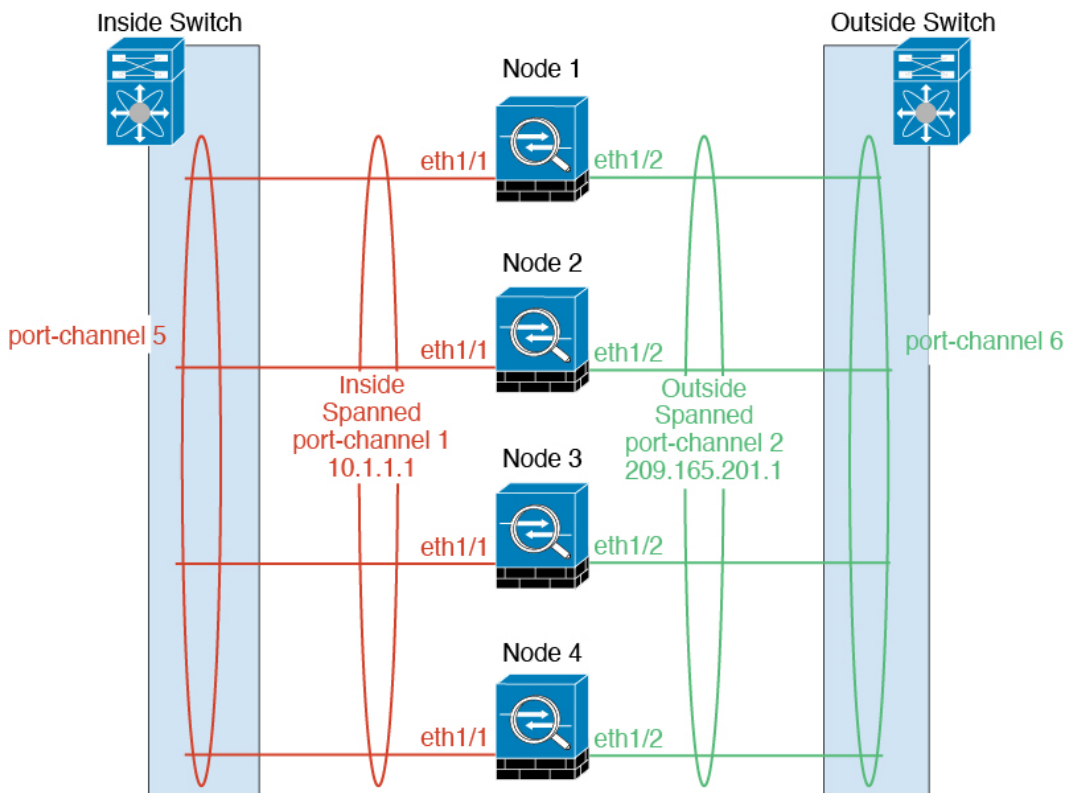 Inside Switch
Outside Switch
Node 1
eth1/1
eth1/2
Node 2
port-channel 5
eth1/1
eth1/2
port-channel 6
Inside
Spanned
port-channel 1
10.1.1.1
Outside
Spanned
port-channel 2
209.165.201.1
Node 3
eth1/1
eth1/2
Node 4
eth1/1
eth1/2